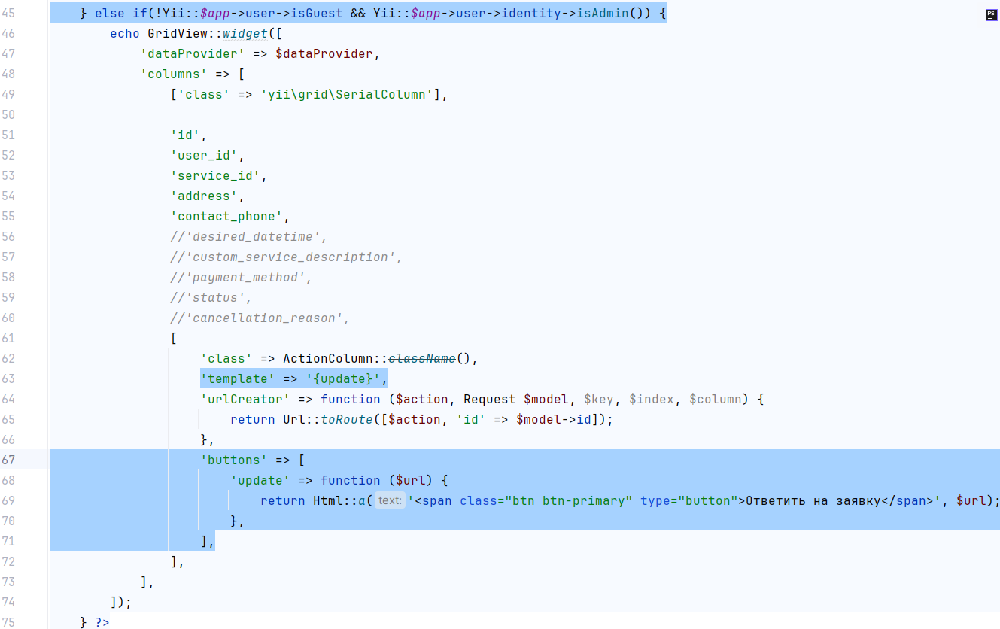 45 } else if(!Yii::$app->user->isGuest && Yii::$app->user->identity->isAdmin()) {
46 echo GridView::widget([
47 'dataProvider' => $dataProvider,
48 'columns' => [
49 ['class' => 'yii\grid\SerialColumn'],
50
51 'id',
52 'user_id',
53 'service_id',
54 'address',
55 'contact_phone',
56 //'desired_datetime',
57 //'custom_service_description',
58 //'payment_method',
59 //'status',
60 //'cancellation_reason',
61 [
62 'class' => ActionColumn::className(),
63 'template' => '{update}',
64 'urlCreator' => function ($action, Request $model, $key, $index, $column) {
65 return Url::toRoute([$action, 'id' => $model->id]);
66 },
67 'buttons' => [
68 'update' => function ($url) {
69 return Html::a( text: '<span class="btn btn-primary" type="button">Ответить на заявку</span>', $url);
70 },
71 ],
72 ],
73 ],
74 ]);
75 } ?>
PS